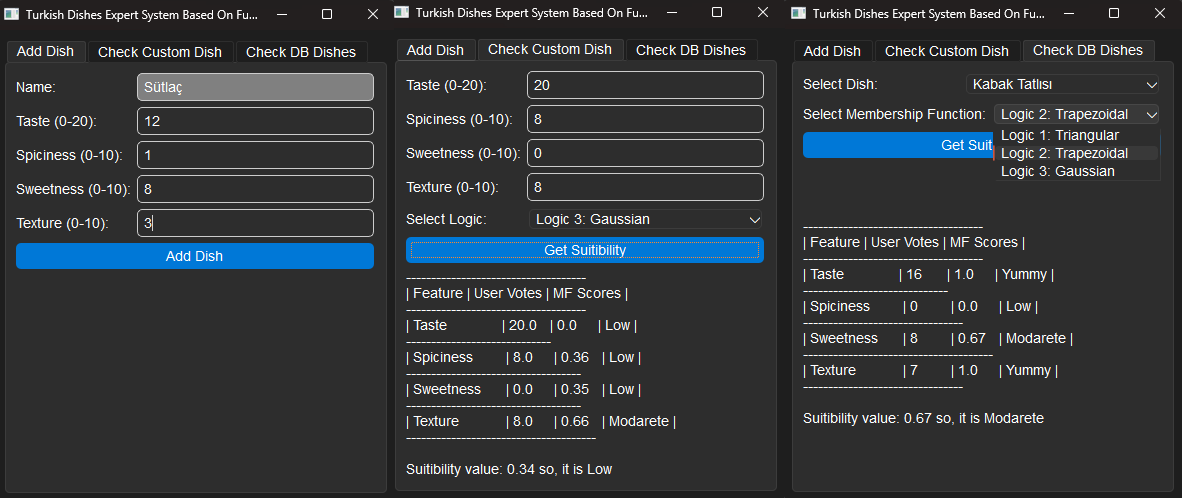 Turkish Dishes Expert System Based On Fu...
Add Dish
Check Custom Dish
Check DB Dishes
Name:
Sütlaç
Taste (0-20):
12
Spiciness (0-10):
1
Sweetness (0-10):
8
Texture (0-10):
3
Add Dish
Turkish Dishes Expert System Based On Fu...
Add Dish
Check Custom Dish
Check DB Dishes
Taste (0-20):
20
Spiciness (0-10):
8
Sweetness (0-10):
0
Texture (0-10):
8
Select Logic:
Logic 3: Gaussian
Get Suitibility
------------------------------------
| Feature | User Votes | MF Scores |
------------------------------------
| Taste | 20.0 | 0.0 | Low |
-----------------------------
| Spiciness | 8.0 | 0.36 | Low |
-----------------------------------
| Sweetness | 0.0 | 0.35 | Low |
-----------------------------------
| Texture | 8.0 | 0.66 | Modarete |
--------------------------------------
Suitibility value: 0.34 so, it is Low
Turkish Dishes Expert System Based On Fu...
Add Dish
Check Custom Dish
Check DB Dishes
Select Dish:
Kabak Tatlısı
Select Membership Function:
Logic 2: Trapezoidal
Get Suit
Logic 1: Triangular
Logic 2: Trapezoidal
Logic 3: Gaussian
------------------------------------
| Feature | User Votes | MF Scores |
------------------------------------
| Taste | 16 | 1.0 | Yummy |
-----------------------------
| Spiciness | 0 | 0.0 | Low |
--------------------------------
| Sweetness | 8 | 0.67 | Modarete |
--------------------------------------
| Texture | 7 | 1.0 | Yummy |
--------------------------------
Suitibility value: 0.67 so, it is Modarete